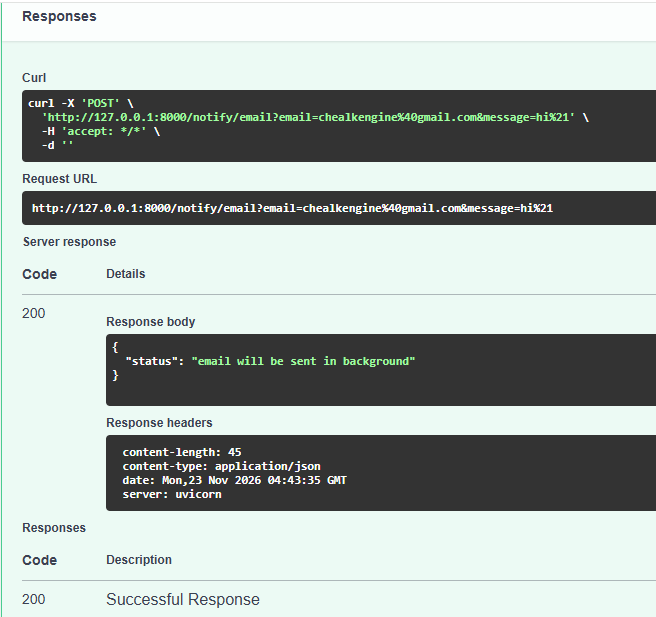 Responses
Curl
curl -X 'POST' \
  'http://127.0.0.1:8000/notify/email?email=chealkengine%40gmail.com&message=hi%21' \
  -H 'accept: */*' \
  -d ''
Request URL
http://127.0.0.1:8000/notify/email?email=chealkengine%40gmail.com&message=hi%21
Server response
Code Details
200
Response body
{
  "status": "email will be sent in background"
}
Response headers
content-length: 45
content-type: application/json
date: Mon,23 Nov 2026 04:43:35 GMT
server: uvicorn
Responses
Code Description
200 Successful Response